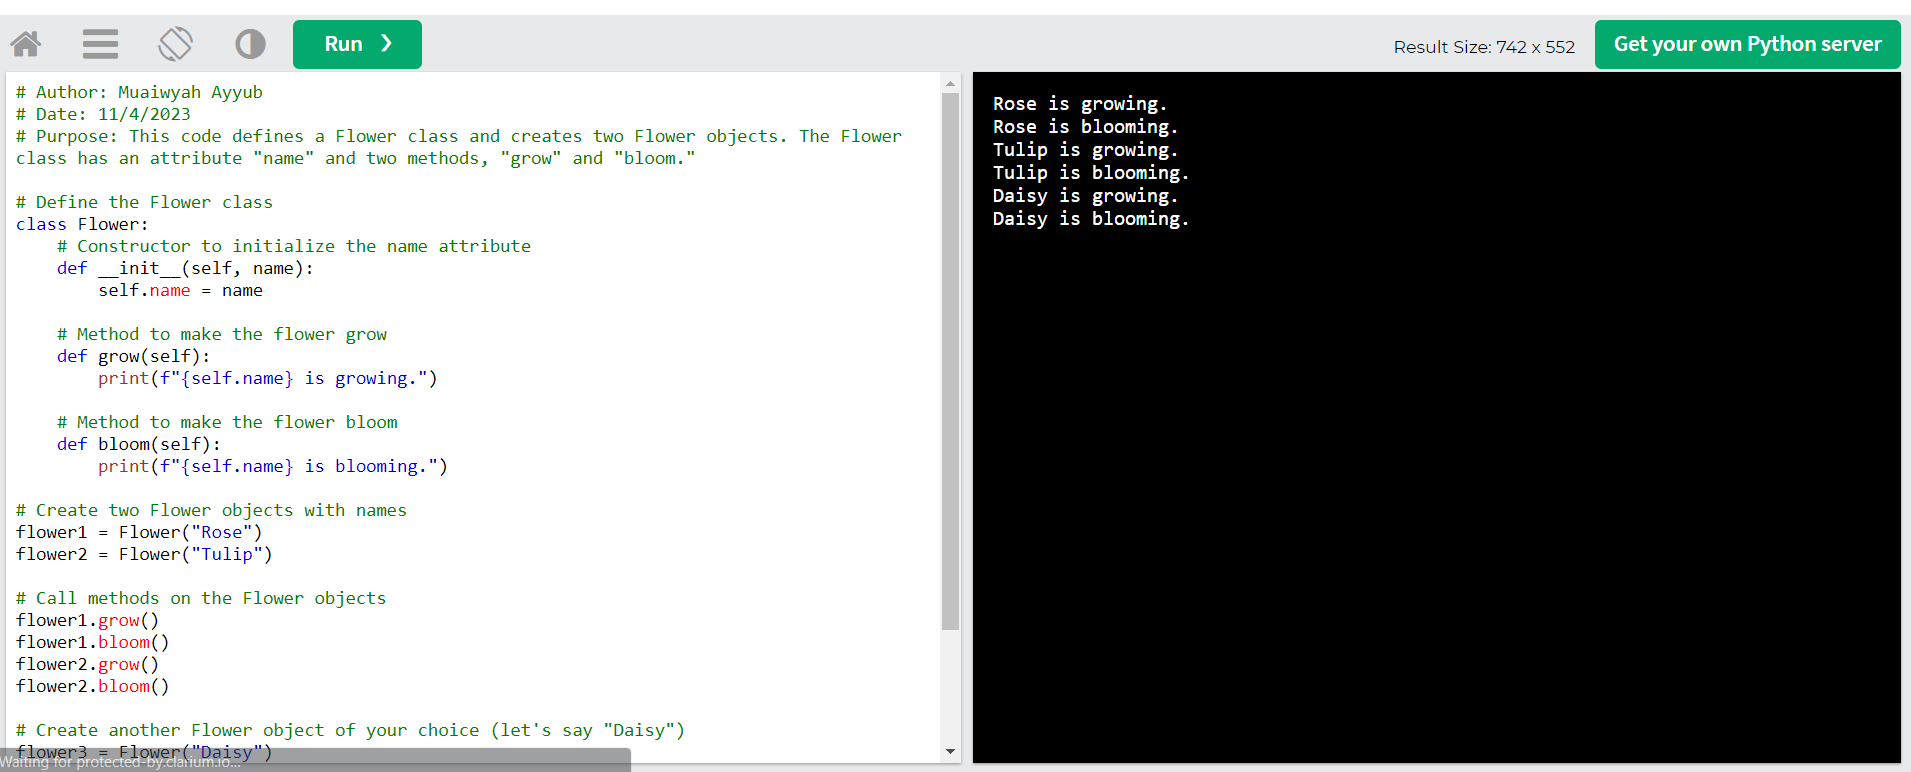 Run ❯
Result Size: 742 x 552
Get your own Python server
# Author: Muaiwyah Ayyub
# Date: 11/4/2023
# Purpose: This code defines a Flower class and creates two Flower objects. The Flower
class has an attribute "name" and two methods, "grow" and "bloom."
# Define the Flower class
class Flower:
    # Constructor to initialize the name attribute
    def __init__(self, name):
        self.name = name
    # Method to make the flower grow
    def grow(self):
        print(f"{self.name} is growing.")
    # Method to make the flower bloom
    def bloom(self):
        print(f"{self.name} is blooming.")
# Create two Flower objects with names
flower1 = Flower("Rose")
flower2 = Flower("Tulip")
# Call methods on the Flower objects
flower1.grow()
flower1.bloom()
flower2.grow()
flower2.bloom()
# Create another Flower object of your choice (let's say "Daisy")
flower3 = Flower("Daisy")
Waiting for protected-by.clarium.io...
Rose is growing.
Rose is blooming.
Tulip is growing.
Tulip is blooming.
Daisy is growing.
Daisy is blooming.